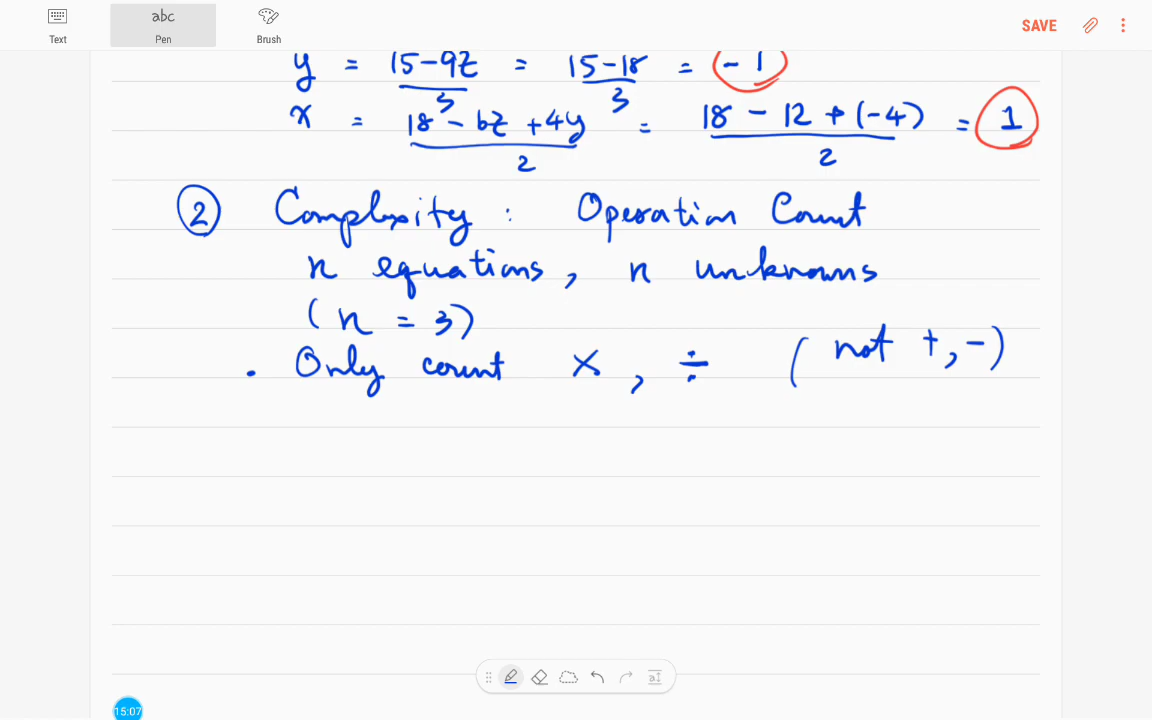 Text
abc
Pen
Brush
SAVE
y = 15-9z / 3 = 15-18 / 3 = -1
x = 18 - 6z + 4y / 2 = 18 - 12 + (-4) / 2 = 1
② Complexity : Operation Count
n equations, n unknowns
(n = 3)
. Only count ×, ÷ (not +, -)
15:07